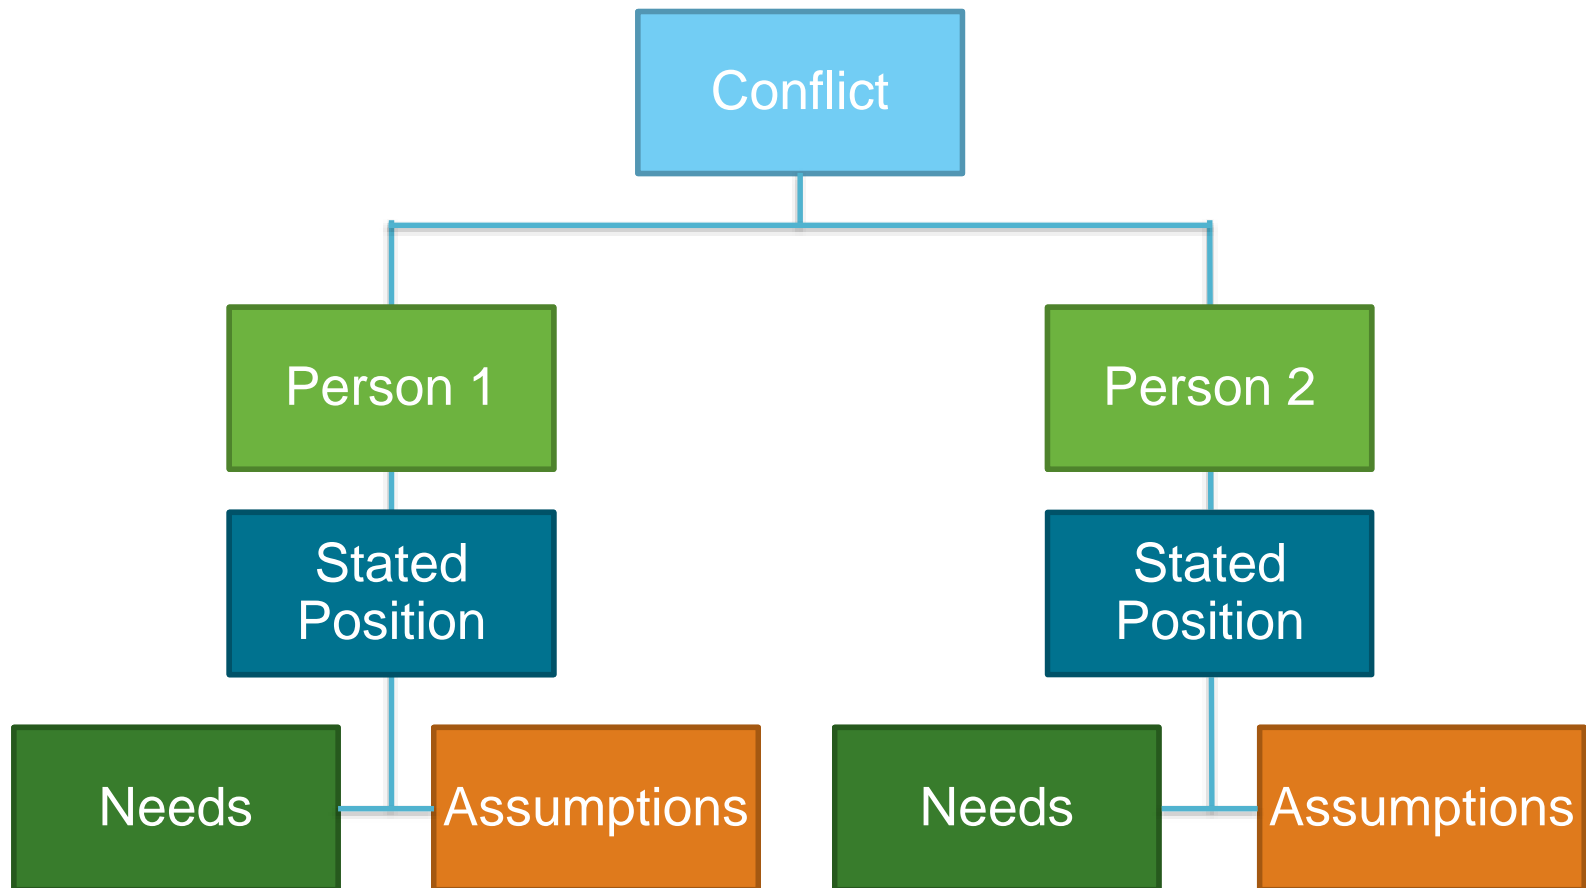 Conflict
Person 1
Person 2
Stated
Position
Stated
Position
Needs
Assumptions
Needs
Assumptions